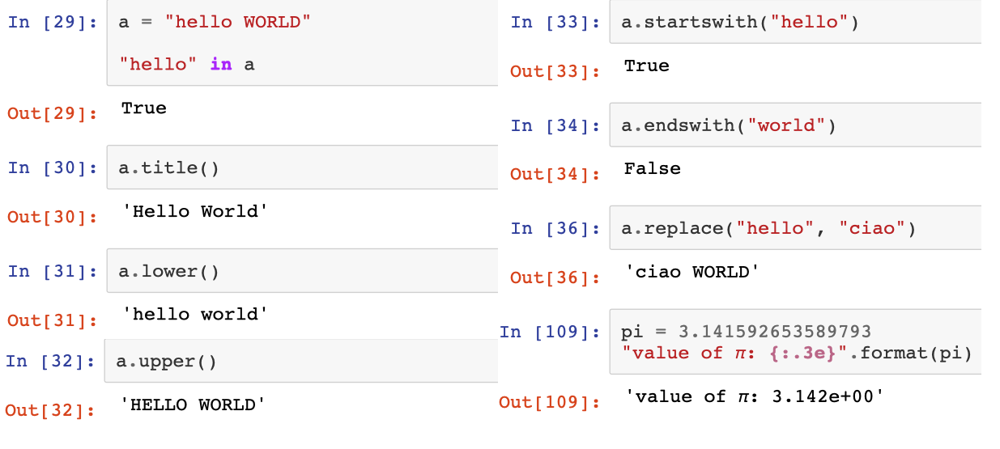 In [29]: a = "hello WORLD"
"hello" in a
Out[29]: True
In [30]: a.title()
Out[30]: 'Hello World'
In [31]: a.lower()
Out[31]: 'hello world'
In [32]: a.upper()
Out[32]: 'HELLO WORLD'
In [33]: a.startswith("hello")
Out[33]: True
In [34]: a.endswith("world")
Out[34]: False
In [36]: a.replace("hello", "ciao")
Out[36]: 'ciao WORLD'
In [109]: pi = 3.141592653589793
"value of π: {:.3e}".format(pi)
Out[109]: 'value of π: 3.142e+00'